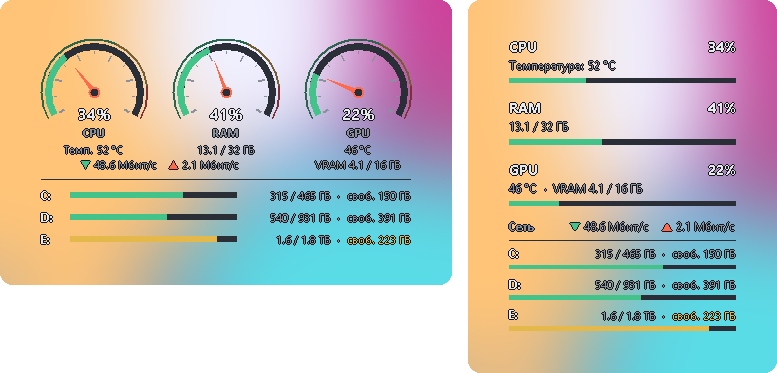 34%
CPU
Темп. 52 °C
41%
RAM
13.1 / 32 ГБ
22%
GPU
46 °C
VRAM 4.1 / 16 ГБ
▼ 48.6 Мбит/с ▲ 2.1 Мбит/с
C: 315 / 465 ГБ · своб. 150 ГБ
D: 540 / 931 ГБ · своб. 391 ГБ
E: 1.6 / 1.8 ТБ · своб. 223 ГБ
CPU 34%
Температура: 52 °C
RAM 41%
13.1 / 32 ГБ
GPU 22%
46 °C · VRAM 4.1 / 16 ГБ
Сеть ▼ 48.6 Мбит/с ▲ 2.1 Мбит/с
C: 315 / 465 ГБ · своб. 150 ГБ
D: 540 / 931 ГБ · своб. 391 ГБ
E: 1.6 / 1.8 ТБ · своб. 223 ГБ